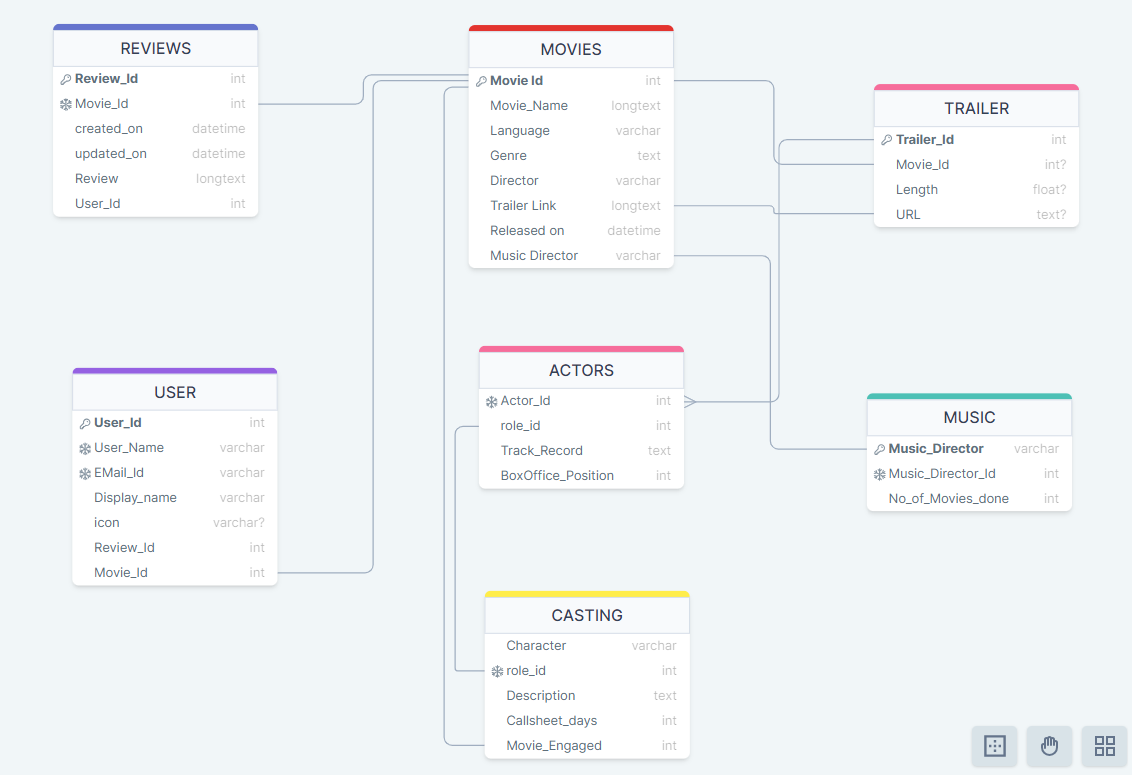 REVIEWS
Review_Id int
Movie_Id int
created_on datetime
updated_on datetime
Review longtext
User_Id int
MOVIES
Movie Id int
Movie_Name longtext
Language varchar
Genre text
Director varchar
Trailer Link longtext
Released on datetime
Music Director varchar
TRAILER
Trailer_Id int
Movie_Id int?
Length float?
URL text?
USER
User_Id int
User_Name varchar
EMail_Id varchar
Display_name varchar
icon varchar?
Review_Id int
Movie_Id int
ACTORS
Actor_Id int
role_id int
Track_Record text
BoxOffice_Position int
MUSIC
Music_Director varchar
Music_Director_Id int
No_of_Movies_done int
CASTING
Character varchar
role_id int
Description text
Callsheet_days int
Movie_Engaged int